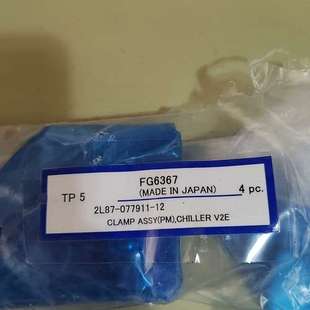 FG6367
TP 5
(MADE IN JAPAN)
4 pc.
2L87-077911-12
CLAMP ASSY(PM),CHILLER V2E